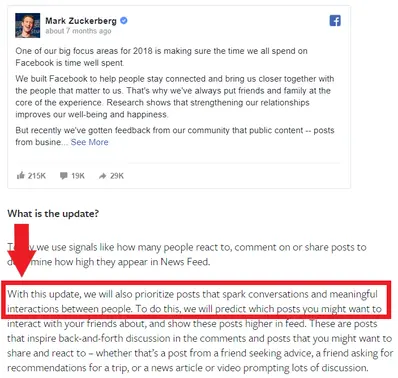 Mark Zuckerberg
about 7 months ago
One of our big focus areas for 2018 is making sure the time we all spend on
Facebook is time well spent.
We built Facebook to help people stay connected and bring us closer together with
the people that matter to us. That's why we've always put friends and family at the
core of the experience. Research shows that strengthening our relationships
improves our well-being and happiness.
But recently we've gotten feedback from our community that public content -- posts
from busine... See More
215K 19K 29K
What is the update?
we use signals like how many people react to, comment on or share posts to
how high they appear in News Feed.
With this update, we will also prioritize posts that spark conversations and meaningful
interactions between people. To do this, we will predict which posts you might want to
interact with your friends about, and show these posts higher in feed. These are posts
that inspire back-and-forth discussion in the comments and posts that you might want to
share and react to – whether that's a post from a friend seeking advice, a friend asking for
recommendations for a trip, or a news article or video prompting lots of discussion.